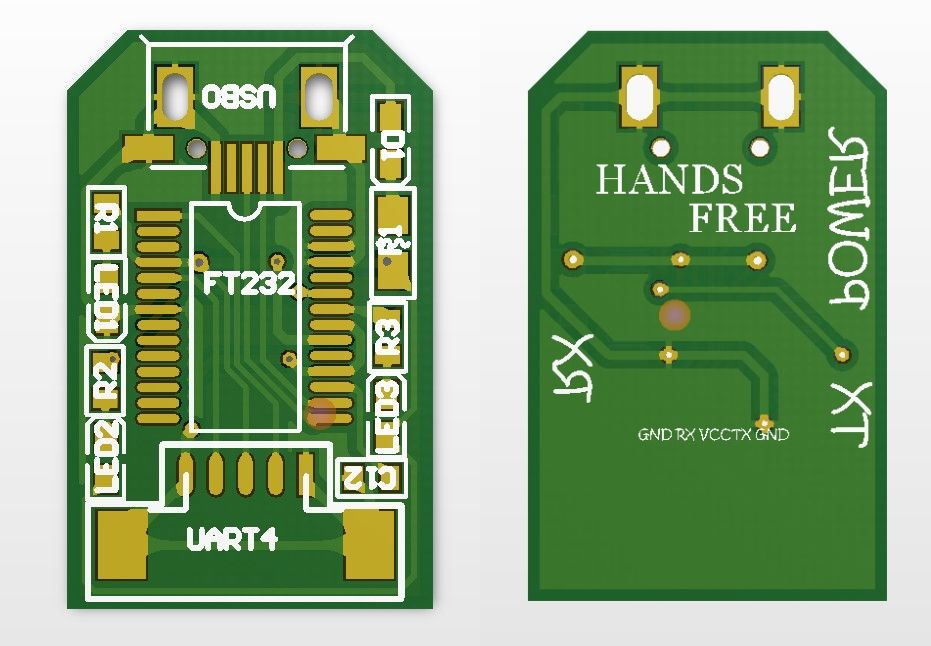 USB0
D1
R1
F1
LED1
FT232
R2
R3
LED3
LED2
C12
UART4
HANDS
FREE
POWER
RX
TX
GND RX VCCTX GND